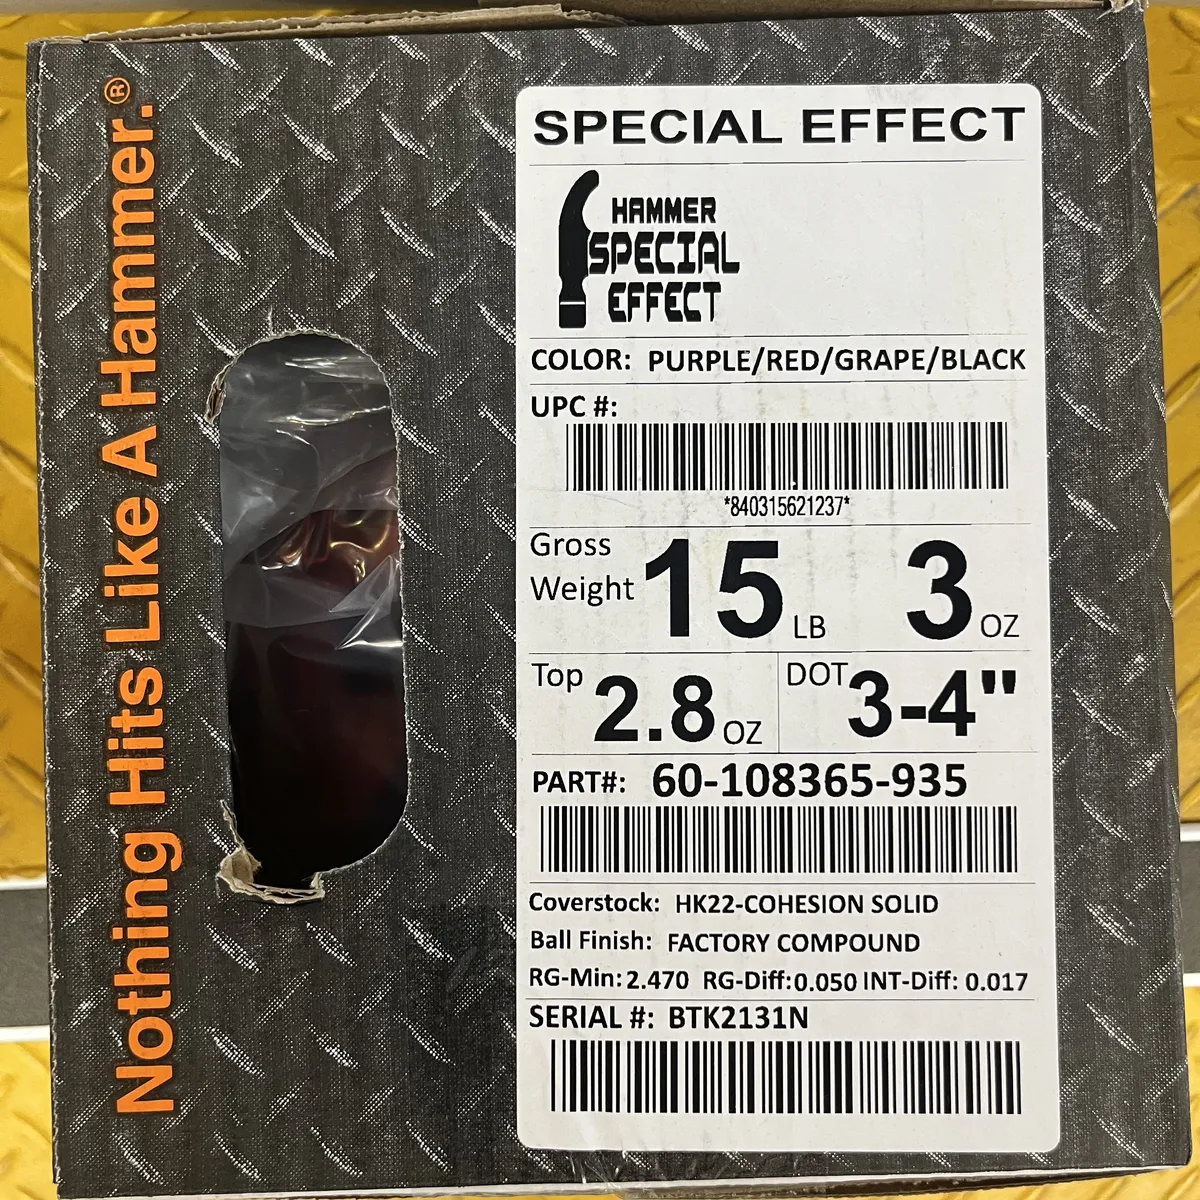 Nothing Hits Like A Hammer.®
SPECIAL EFFECT
HAMMER
SPECIAL
EFFECT
COLOR: PURPLE/RED/GRAPE/BLACK
UPC #:
*840315621237*
Gross Weight 15 LB 3 OZ
Top 2.8 OZ DOT 3-4"
PART#: 60-108365-935
Coverstock: HK22-COHESION SOLID
Ball Finish: FACTORY COMPOUND
RG-Min: 2.470 RG-Diff: 0.050 INT-Diff: 0.017
SERIAL #: BTK2131N